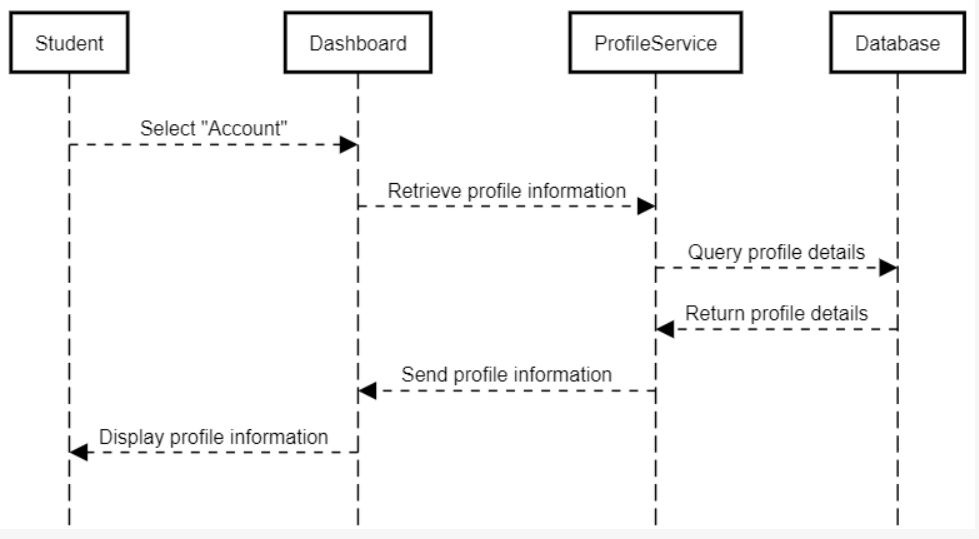 Student
Dashboard
ProfileService
Database
Select "Account"
Retrieve profile information
Query profile details
Return profile details
Send profile information
Display profile information